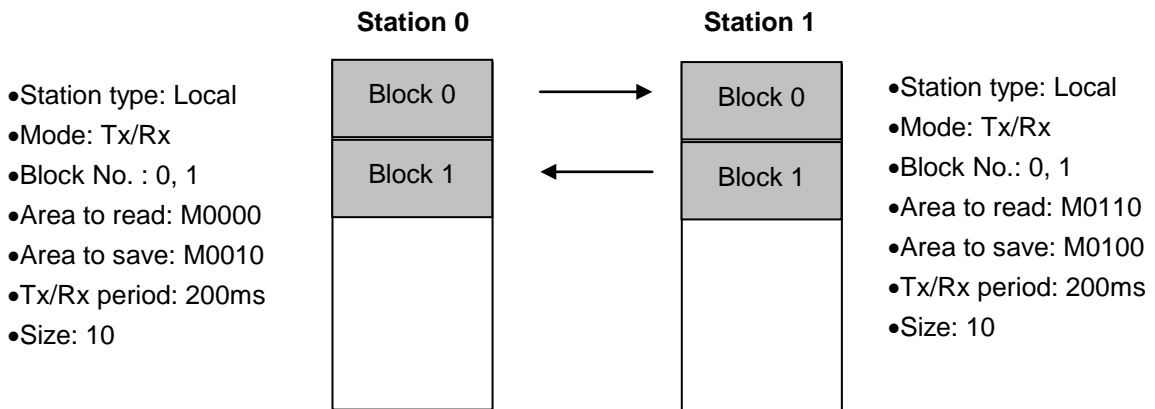 Station 0
Station 1
•Station type: Local
•Mode: Tx/Rx
•Block No. : 0, 1
•Area to read: M0000
•Area to save: M0010
•Tx/Rx period: 200ms
•Size: 10
Block 0
Block 1
Block 0
Block 1
•Station type: Local
•Mode: Tx/Rx
•Block No.: 0, 1
•Area to read: M0110
•Area to save: M0100
•Tx/Rx period: 200ms
•Size: 10